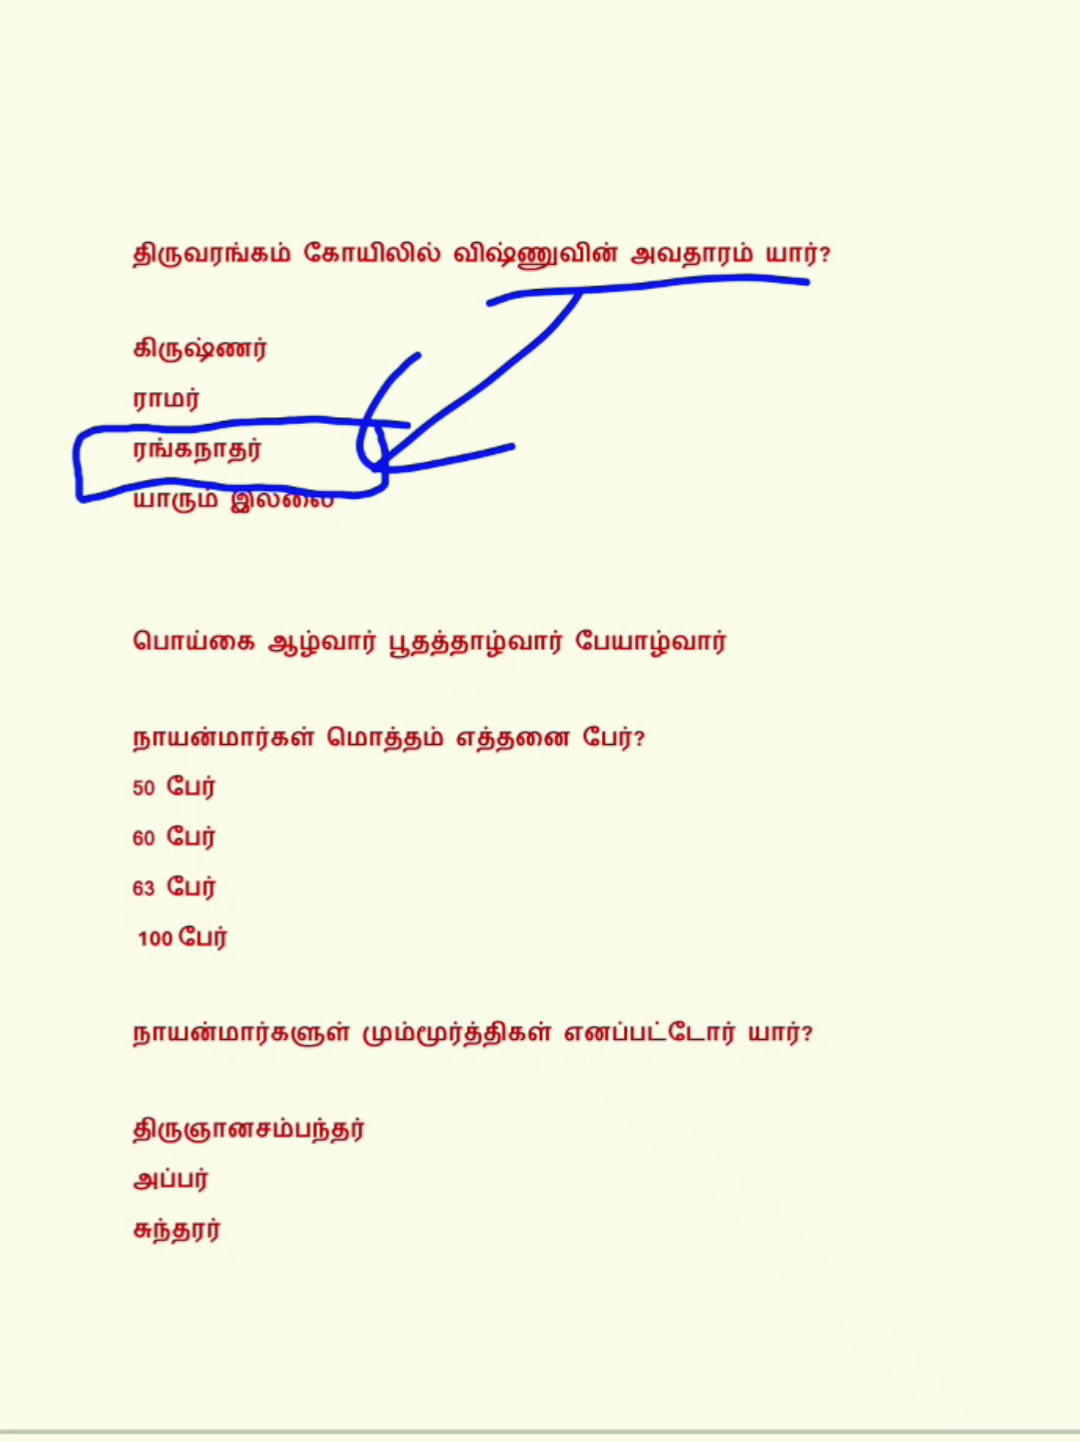 திருவரங்கம் கோயிலில் விஷ்ணுவின் அவதாரம் யார்?
கிருஷ்ணர்
ராமர்
ரங்கநாதர்
யாரும் இல்லை
பொய்கை ஆழ்வார் பூதத்தாழ்வார் பேயாழ்வார்
நாயன்மார்கள் மொத்தம் எத்தனை பேர்?
50 பேர்
60 பேர்
63 பேர்
100 பேர்
நாயன்மார்களுள் மும்மூர்த்திகள் எனப்பட்டோர் யார்?
திருஞானசம்பந்தர்
அப்பர்
சுந்தரர்